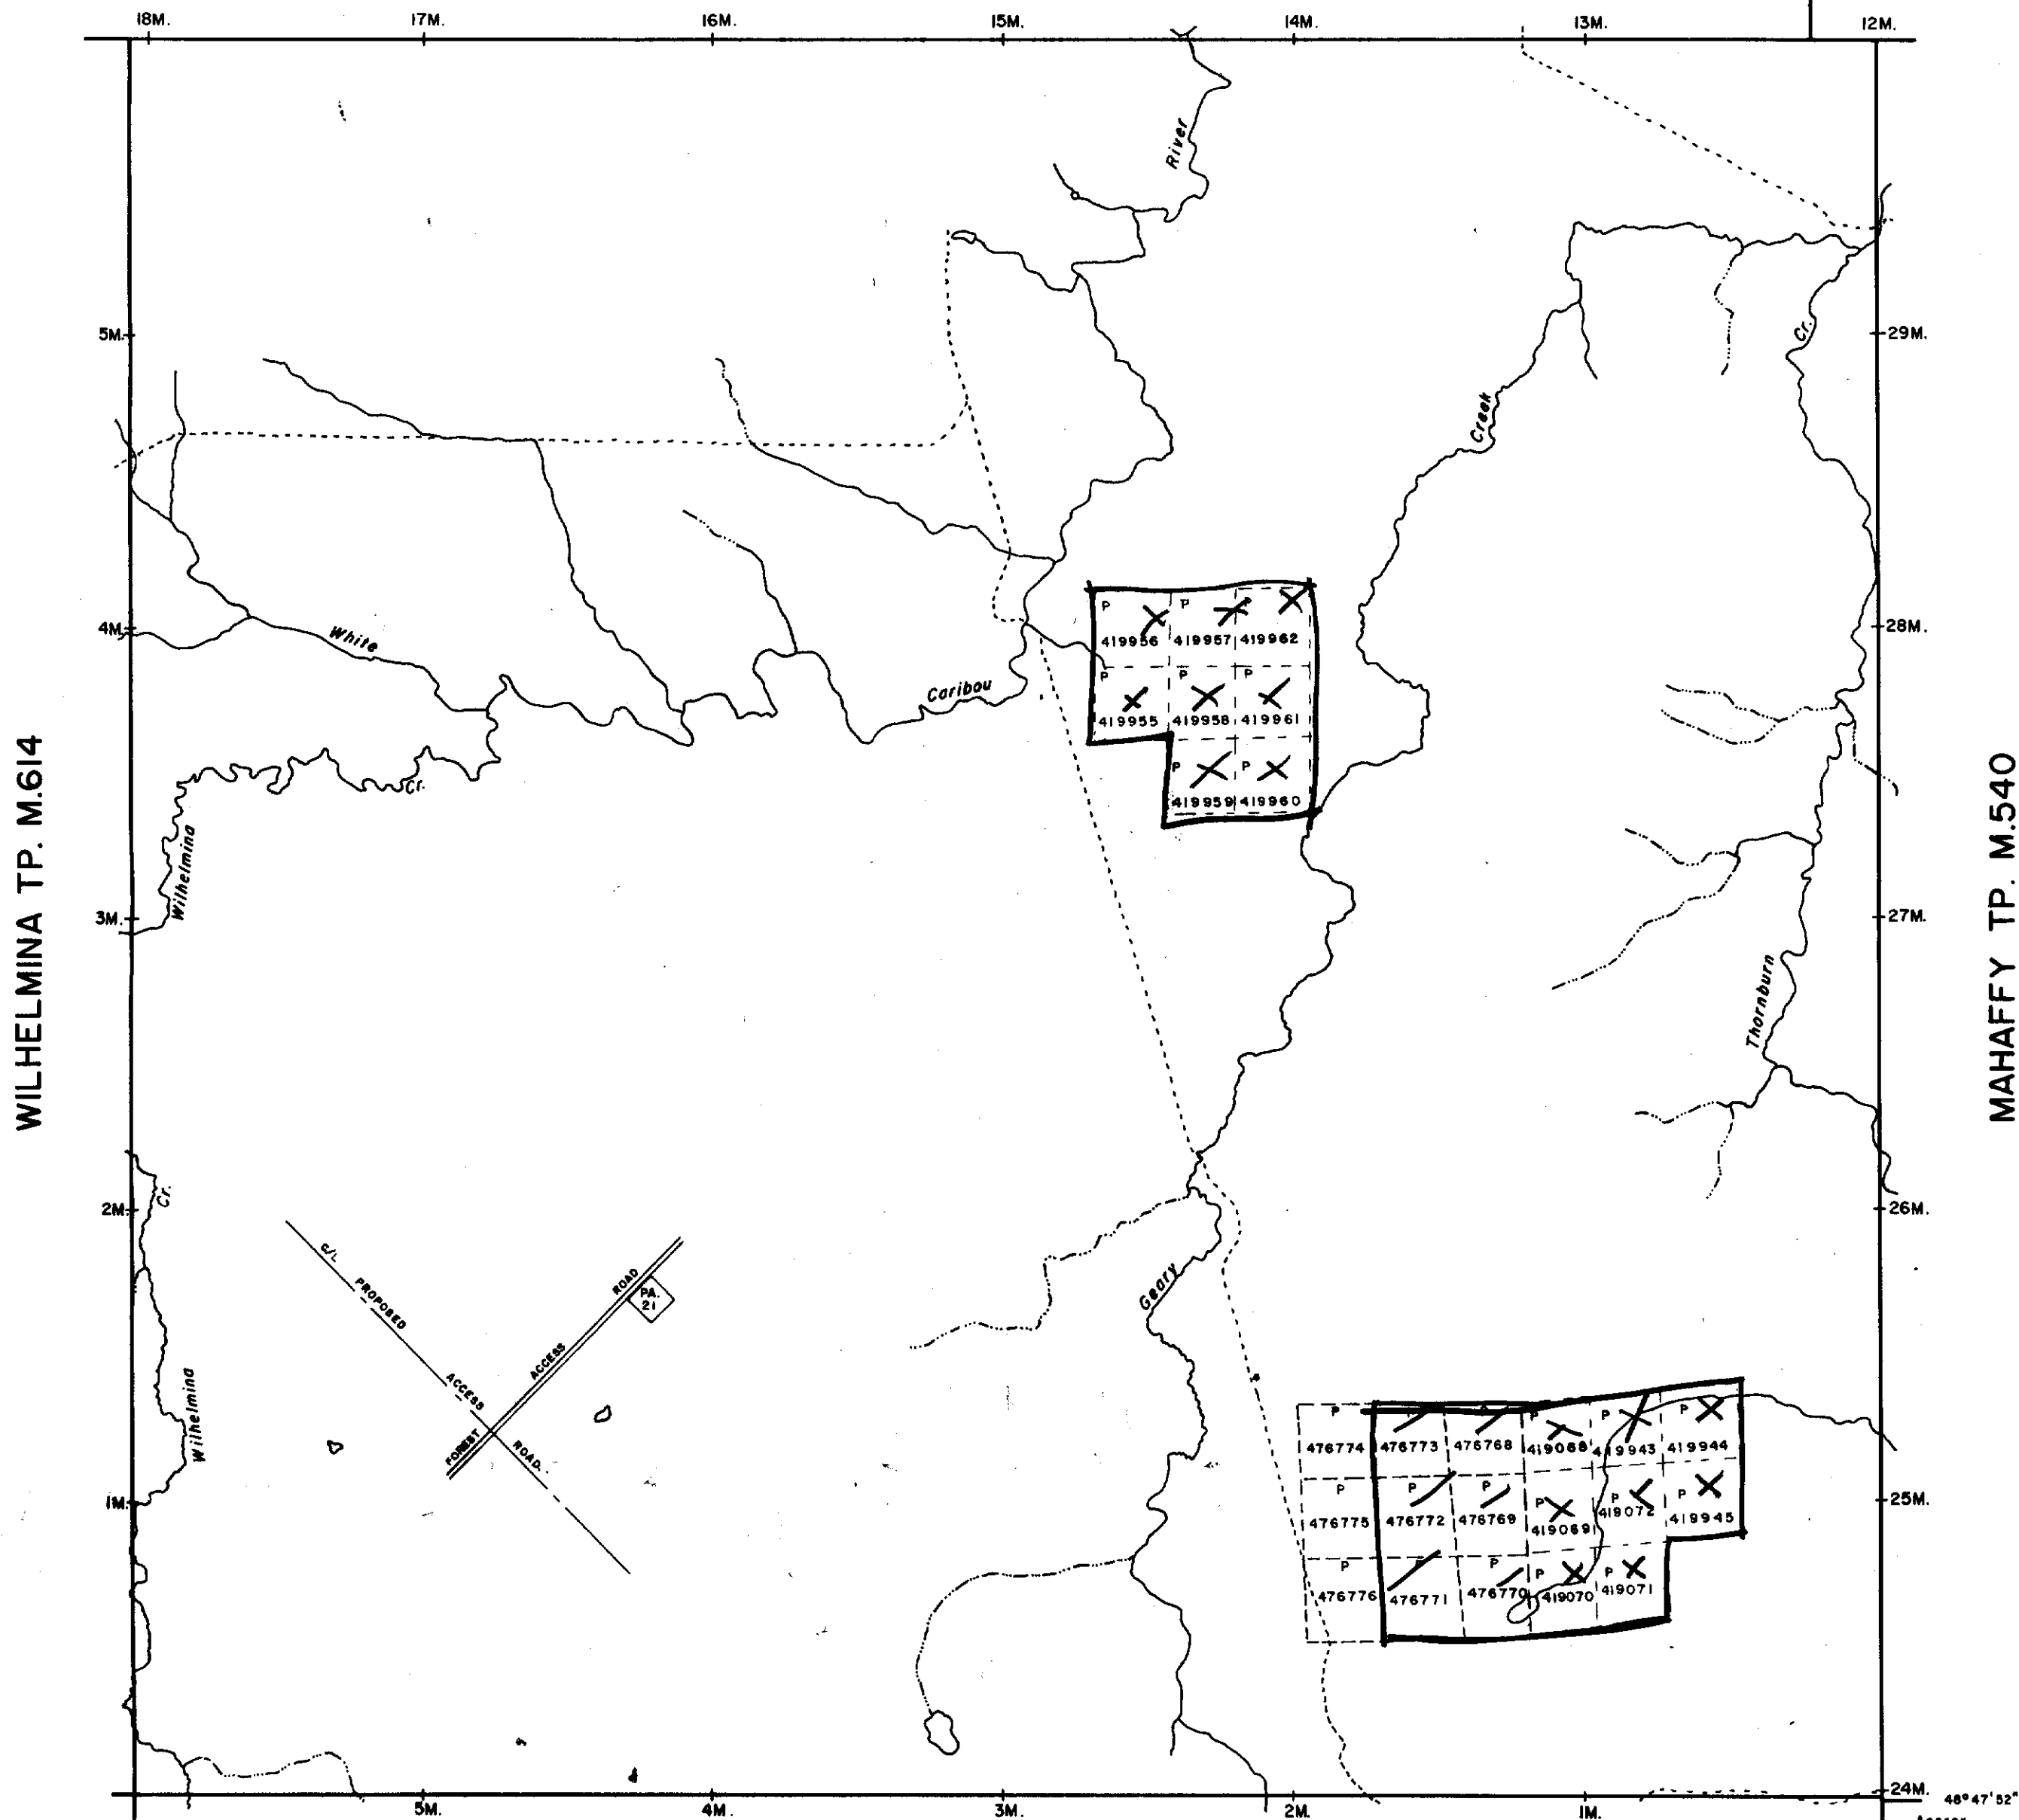 18M. 17M. 16M. 15M. 14M. 13M. 12M.
River
5M. 29M.
Cr.
Creek
4M. 28M.
White
Caribou
P P P
419956 419957 419962
P P P
419955 419958 419961
P P
419959 419960
Cr.
Wilhelmina
WILHELMINA TP. M.614
MAHAFFY TP. M.540
3M. 27M.
Thornburn
2M. 26M.
Cr.
C/L PROPOSED ACCESS ROAD
FOREST ACCESS ROAD
PA.
21
Geary
Wilhelmina
P P P P P P
476774 476773 476768 419068 419943 419944
1M. 25M.
P P P P P P
476775 476772 476769 419069 419072 419945
P P P P P
476776 476771 476770 419070 419071
24M.
48°47'52"
5M. 4M. 3M. 2M. 1M.